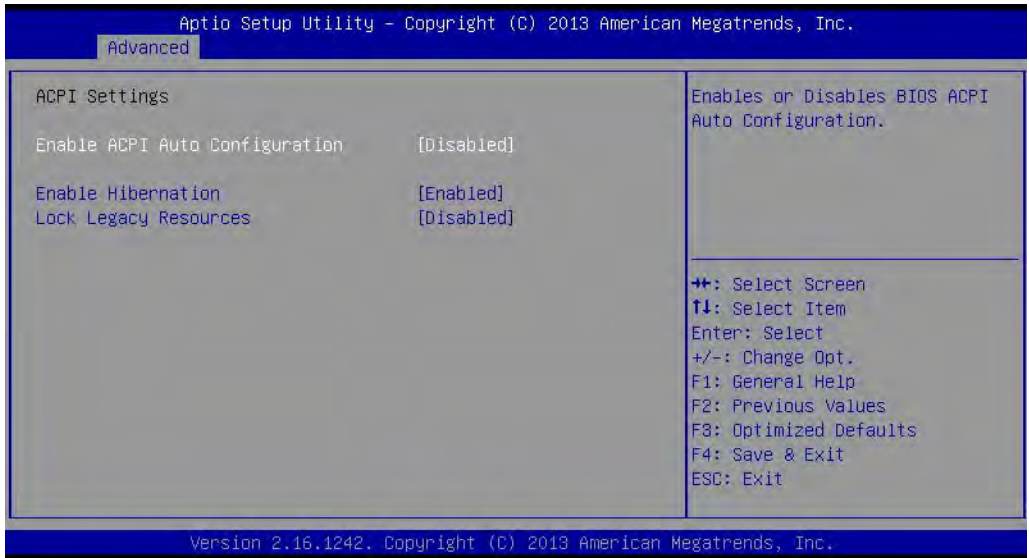 Aptio Setup Utility – Copyright (C) 2013 American Megatrends, Inc.
Advanced
ACPI Settings
Enable ACPI Auto Configuration [Disabled]
Enable Hibernation [Enabled]
Lock Legacy Resources [Disabled]
Enables or Disables BIOS ACPI
Auto Configuration.
→←: Select Screen
↑↓: Select Item
Enter: Select
+/-: Change Opt.
F1: General Help
F2: Previous Values
F3: Optimized Defaults
F4: Save & Exit
ESC: Exit
Version 2.16.1242. Copyright (C) 2013 American Megatrends, Inc.